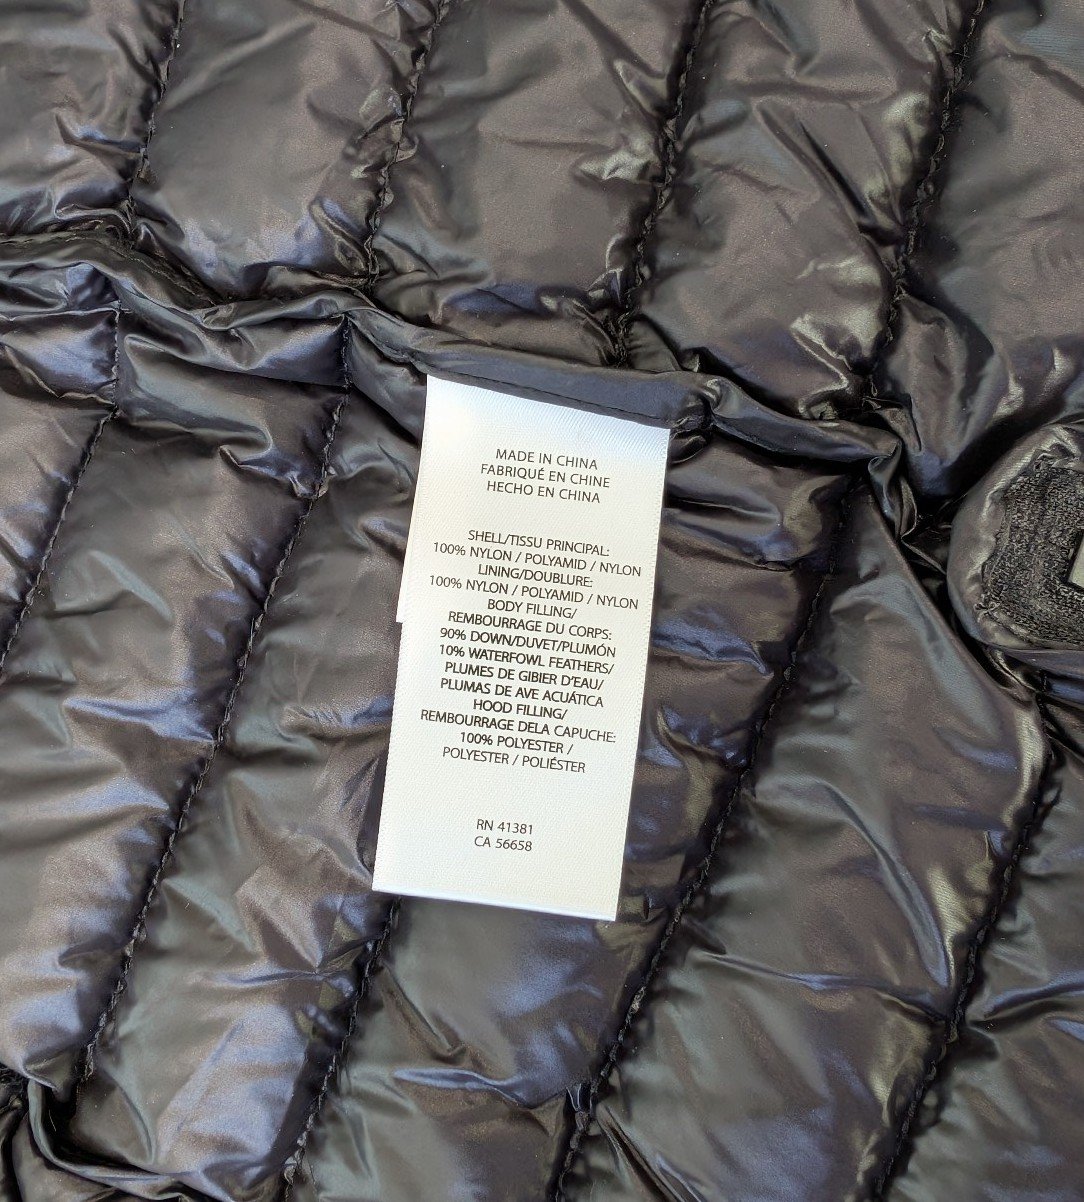 MADE IN CHINA
FABRIQUÉ EN CHINE
HECHO EN CHINA
SHELL/TISSU PRINCIPAL:
100% NYLON / POLYAMID / NYLON
LINING/DOUBLURE:
100% NYLON / POLYAMID / NYLON
BODY FILLING/
REMBOURRAGE DU CORPS:
90% DOWN/DUVET/PLUMÓN
10% WATERFOWL FEATHERS/
PLUMES DE GIBIER D'EAU/
PLUMAS DE AVE ACUÁTICA
HOOD FILLING/
REMBOURRAGE DELA CAPUCHE:
100% POLYESTER /
POLYESTER / POLIÉSTER
RN 41381
CA 56658